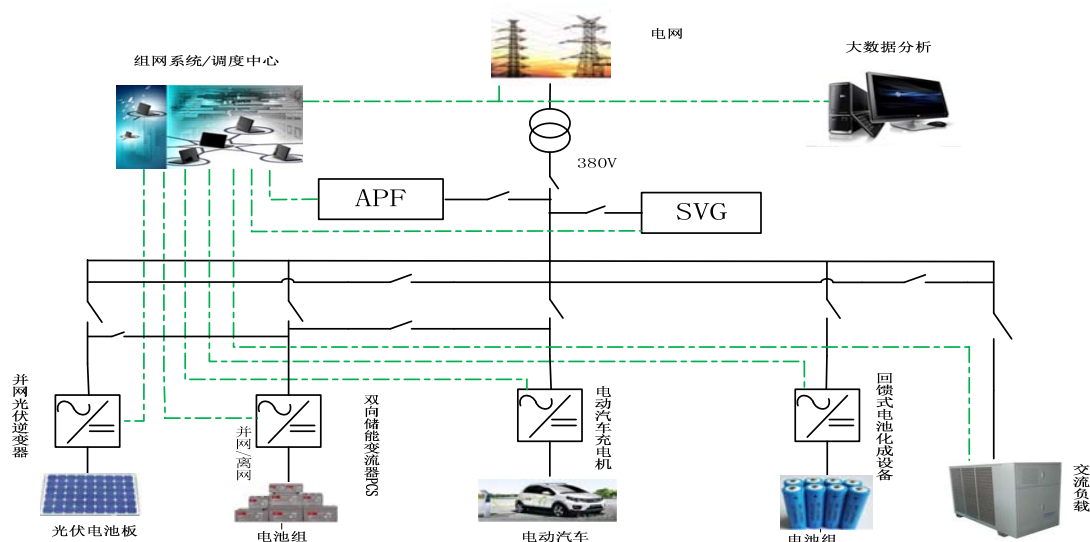 电网
大数据分析
组网系统/调度中心
380V
APF
SVG
并网光伏逆变器
并网/离网
双向储能变流器PCS
电动汽车充电机
回馈式电池化成设备
交流负载
光伏电池板
电池组
电动汽车
电池组